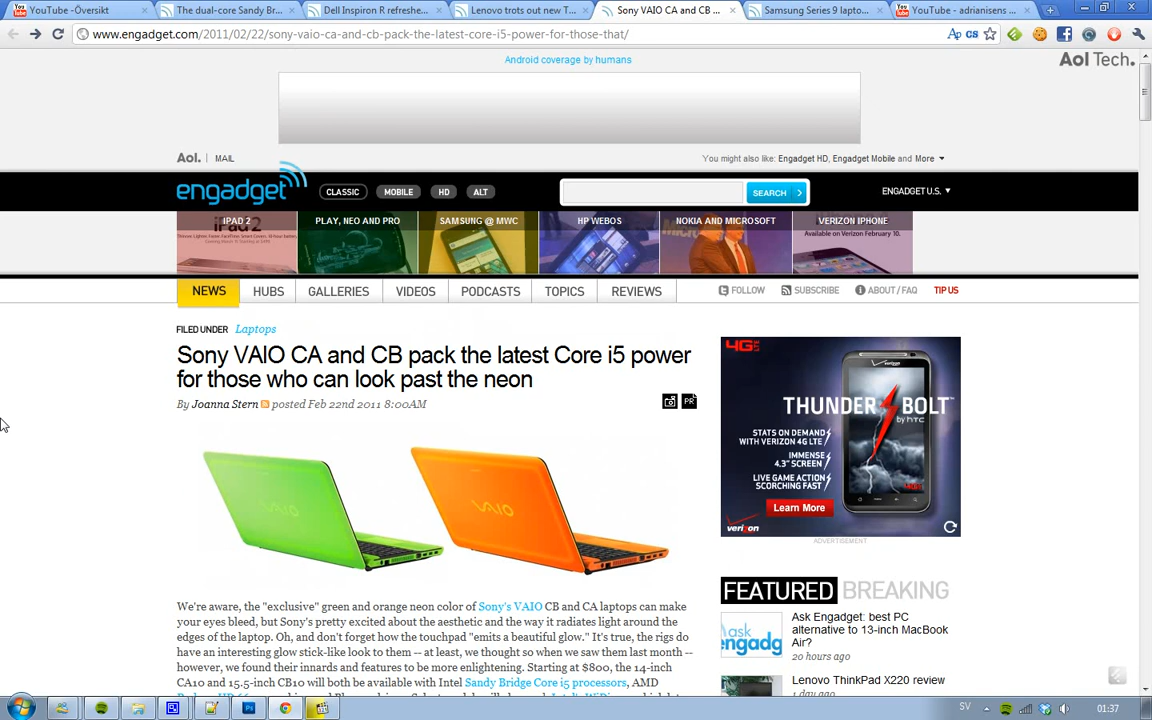 YouTube - Översikt
The dual-core Sandy Br...
Dell Inspiron R refreshe...
Lenovo trots out new T...
Sony VAIO CA and CB ...
Samsung Series 9 lapto...
YouTube - adrianisens ...
www.engadget.com/2011/02/22/sony-vaio-ca-and-cb-pack-the-latest-core-i5-power-for-those-that/
Android coverage by humans
Aol Tech.
Aol. | MAIL
You might also like: Engadget HD, Engadget Mobile and More
engadget
CLASSIC
MOBILE
HD
ALT
SEARCH
ENGADGET U.S.
IPAD 2
PLAY, NEO AND PRO
SAMSUNG @ MWC
HP WEBOS
NOKIA AND MICROSOFT
VERIZON IPHONE
Available on Verizon February 10.
NEWS
HUBS
GALLERIES
VIDEOS
PODCASTS
TOPICS
REVIEWS
FOLLOW
SUBSCRIBE
ABOUT / FAQ
TIP US
FILED UNDER Laptops
Sony VAIO CA and CB pack the latest Core i5 power
for those who can look past the neon
By Joanna Stern posted Feb 22nd 2011 8:00AM
PR
VAIO
VAIO
We're aware, the "exclusive" green and orange neon color of Sony's VAIO CB and CA laptops can make
your eyes bleed, but Sony's pretty excited about the aesthetic and the way it radiates light around the
edges of the laptop. Oh, and don't forget how the touchpad "emits a beautiful glow." It's true, the rigs do
have an interesting glow stick-like look to them -- at least, we thought so when we saw them last month --
however, we found their innards and features to be more enlightening. Starting at $800, the 14-inch
CA10 and 15.5-inch CB10 will both be available with Intel Sandy Bridge Core i5 processors, AMD
4G LTE
THUNDERBOLT
by HTC
STATS ON DEMAND
WITH VERIZON 4G LTE
IMMENSE
4.3" SCREEN
LIVE GAME ACTION
SCORCHING FAST
Learn More
verizon
ADVERTISEMENT
FEATURED BREAKING
ask
engadg
Ask Engadget: best PC
alternative to 13-inch MacBook
Air?
20 hours ago
Lenovo ThinkPad X220 review
1 day ago
SV
01:37